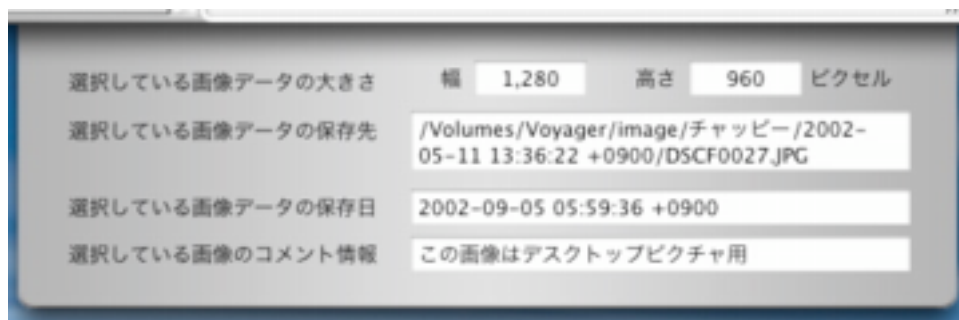 選択している画像データの大きさ 幅 1,280 高さ 960 ピクセル
選択している画像データの保存先 /Volumes/Voyager/image/チャッピー/2002-
05-11 13:36:22 +0900/DSCF0027.JPG
選択している画像データの保存日 2002-09-05 05:59:36 +0900
選択している画像のコメント情報 この画像はデスクトップピクチャ用